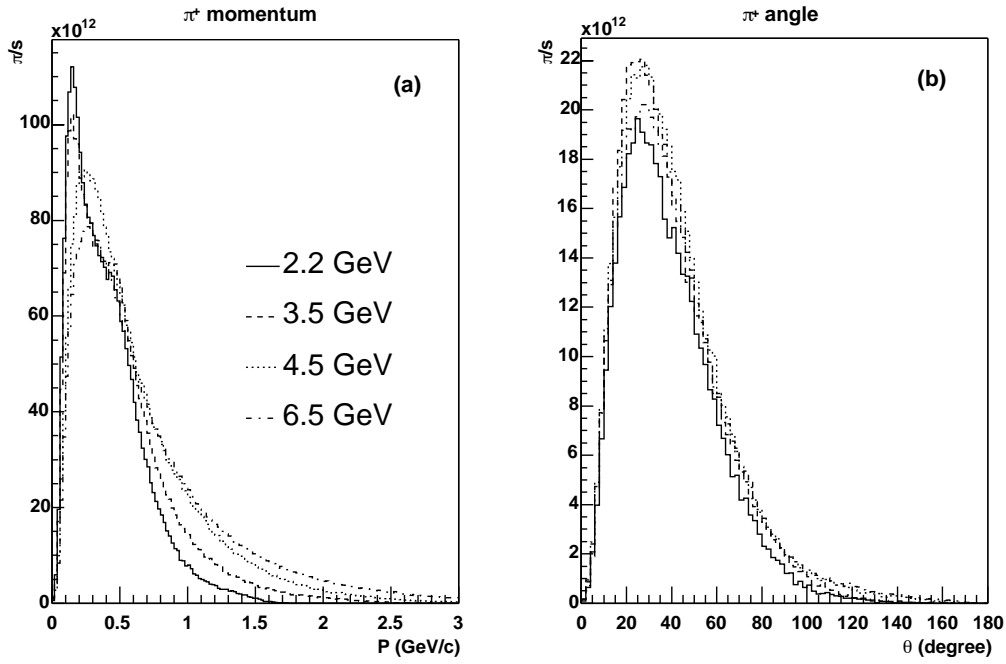 π⁺ momentum
x10¹²
π/s
(a)
100
80
60
40
20
0
2.2 GeV
3.5 GeV
4.5 GeV
6.5 GeV
0 0.5 1 1.5 2 2.5 3
P (GeV/c)
π⁺ angle
x10¹²
π/s
(b)
22
20
18
16
14
12
10
8
6
4
2
0
0 20 40 60 80 100 120 140 160 180
θ (degree)